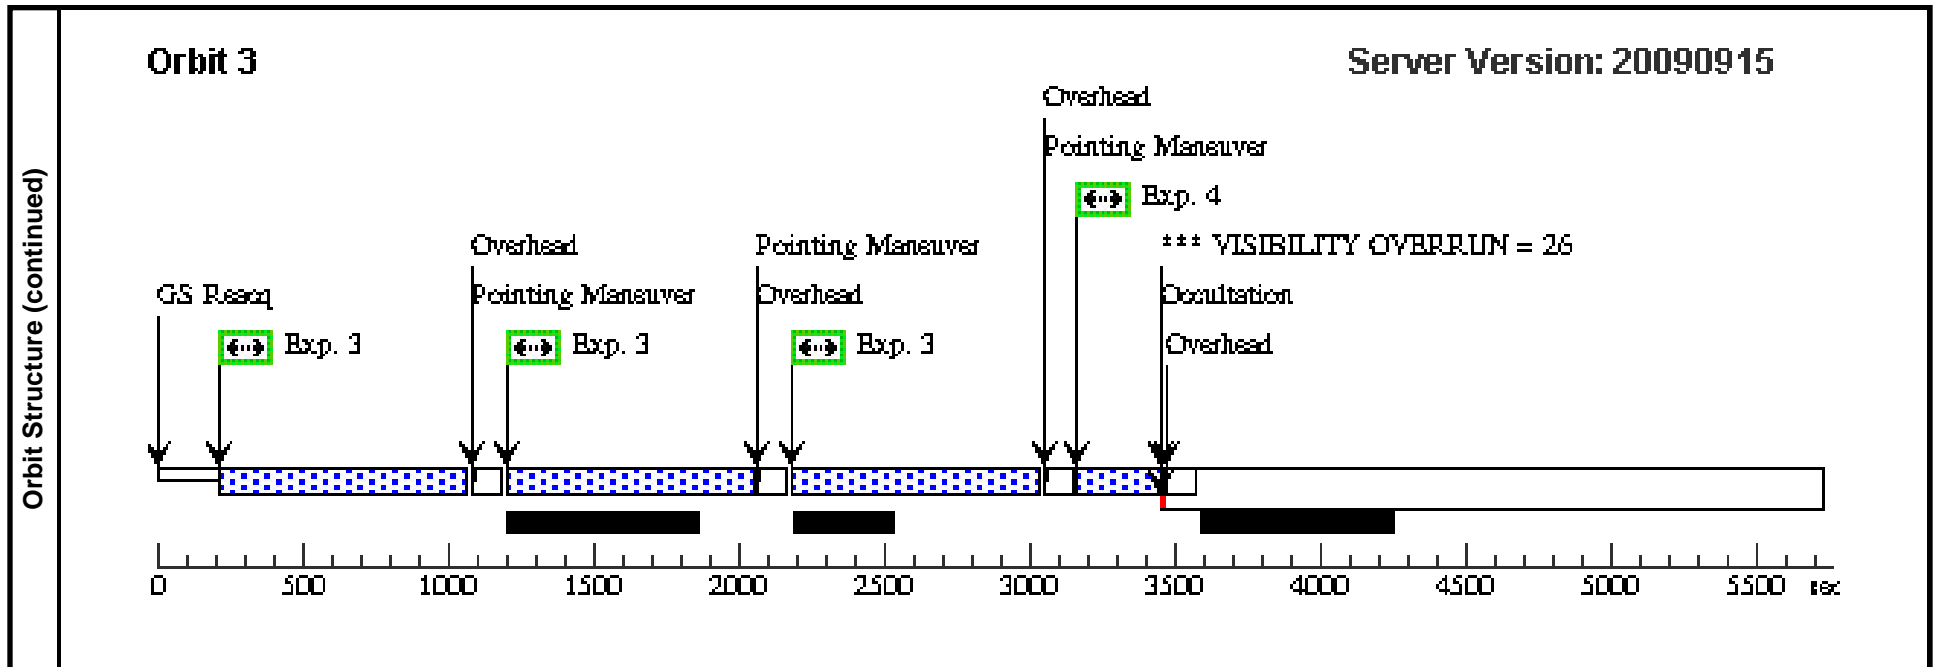 Orbit Structure (continued)
Orbit 3
Server Version: 20090915
Overhead
Pointing Maneuver
Exp. 4
Overhead
Pointing Maneuver
*** VISIBILITY OVERRUN = 26
GS Reacq
Pointing Maneuver
Overhead
Occultation
Exp. 3
Exp. 3
Exp. 3
Overhead
0 500 1000 1500 2000 2500 3000 3500 4000 4500 5000 5500 sec